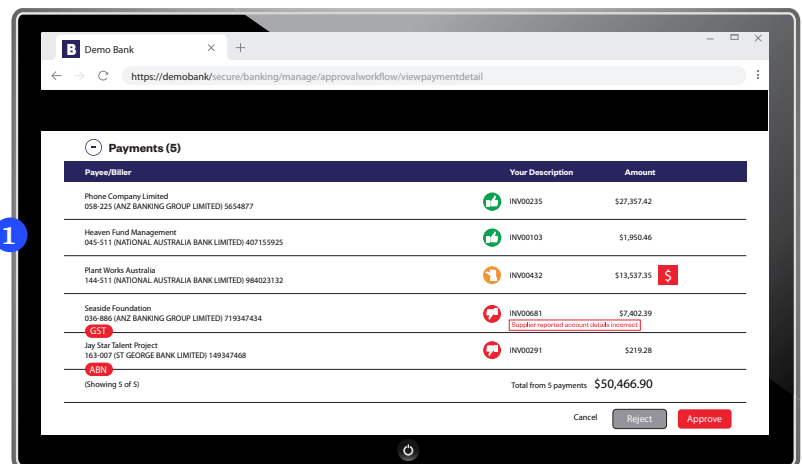 B Demo Bank
https://demobank/secure/banking/manage/approvalworkflow/viewpaymentdetail
Payments (5)
Payee/Biller Your Description Amount
Phone Company Limited
058-225 (ANZ BANKING GROUP LIMITED) 5654877 INV00235 $27,357.42
Heaven Fund Management
045-511 (NATIONAL AUSTRALIA BANK LIMITED) 407155925 INV00103 $1,950.46
1
Plant Works Australia
144-511 (NATIONAL AUSTRALIA BANK LIMITED) 984023132 INV00432 $13,537.35 $
Seaside Foundation
036-886 (ANZ BANKING GROUP LIMITED) 719347434 INV00681 $7,402.39
Supplier reported account details incorrect
GST
Jay Star Talent Project
163-007 (ST GEORGE BANK LIMITED) 149347468 INV00291 $219.28
ABN
(Showing 5 of 5) Total from 5 payments $50,466.90
Cancel Reject Approve